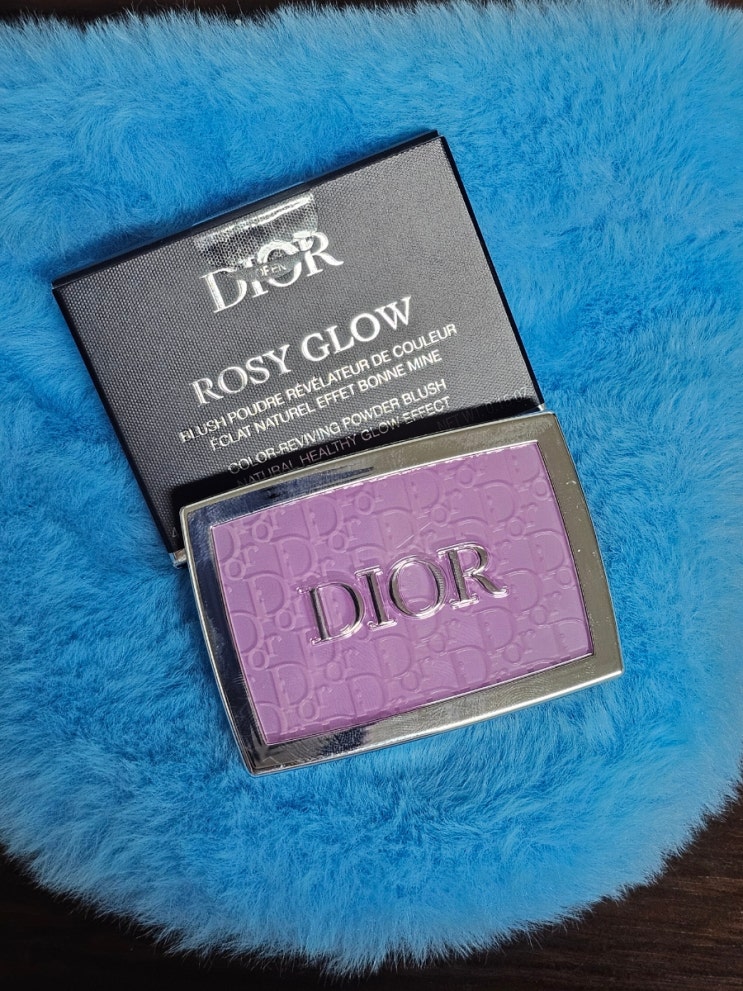 DIOR
OPEN
ROSY GLOW
BLUSH POUDRE RÉVÉLATEUR DE COULEUR
ÉCLAT NATUREL EFFET BONNE MINE
COLOR-REVIVING POWDER BLUSH
NATURAL HEALTHY GLOW EFFECT
DIOR